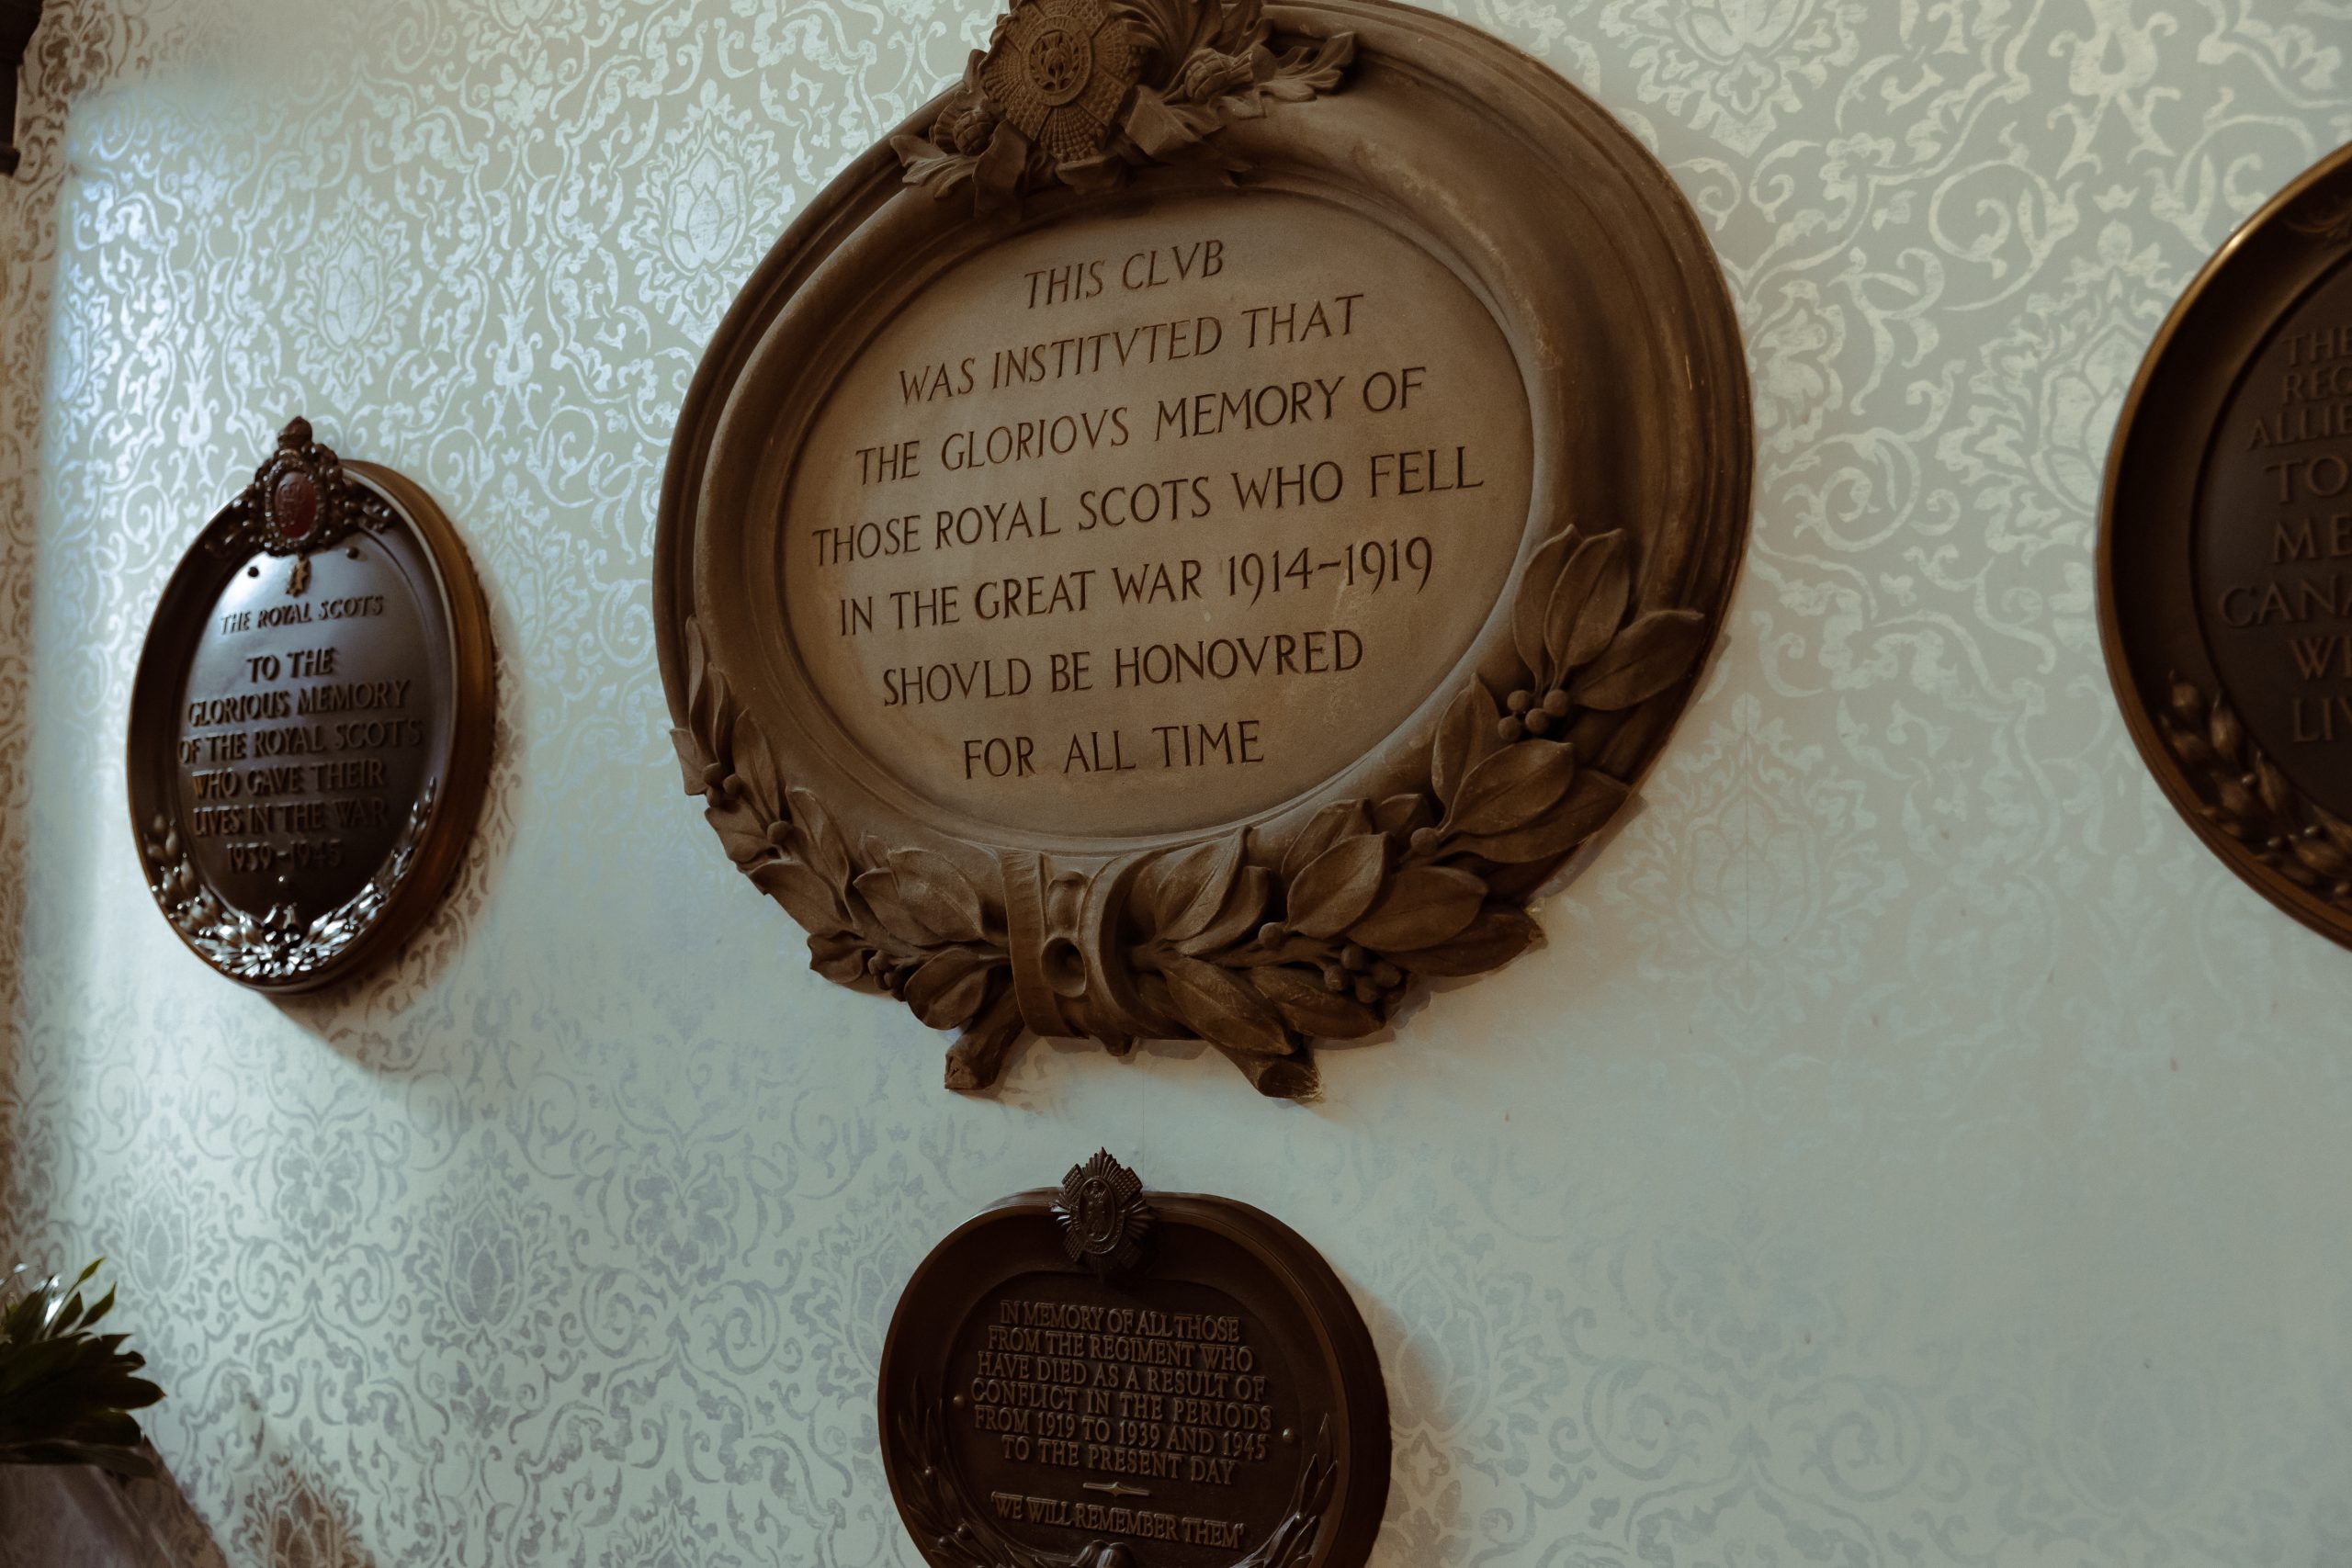 THE ROYAL SCOTS
TO THE
GLORIOUS MEMORY
OF THE ROYAL SCOTS
WHO GAVE THEIR
LIVES IN THE WAR
1939-1945
THIS CLVB
WAS INSTITVTED THAT
THE GLORIOVS MEMORY OF
THOSE ROYAL SCOTS WHO FELL
IN THE GREAT WAR 1914-1919
SHOVLD BE HONOVRED
FOR ALL TIME
IN MEMORY OF ALL THOSE
FROM THE REGIMENT WHO
HAVE DIED AS A RESULT OF
CONFLICT IN THE PERIODS
FROM 1919 TO 1939 AND 1945
TO THE PRESENT DAY
'WE WILL REMEMBER THEM'
TO